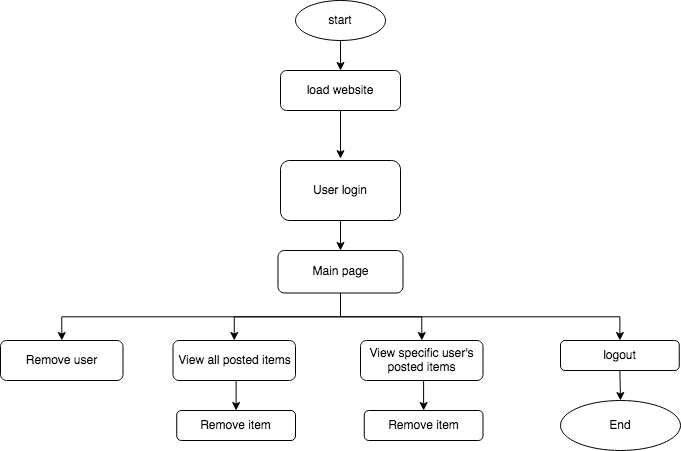 start
load website
User login
Main page
Remove user
View all posted items
View specific user's
posted items
logout
Remove item
Remove item
End